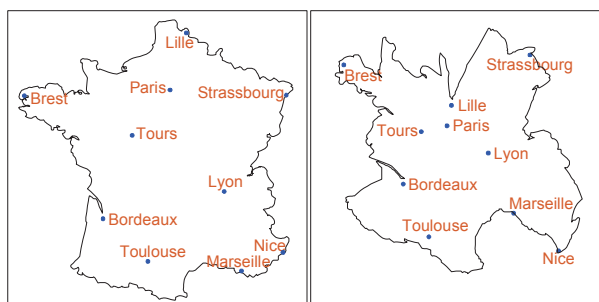 Lille
Paris
Strassbourg
Brest
Tours
Lyon
Bordeaux
Toulouse
Nice
Marseille
Strassbourg
Brest
Lille
Paris
Tours
Lyon
Bordeaux
Marseille
Toulouse
Nice